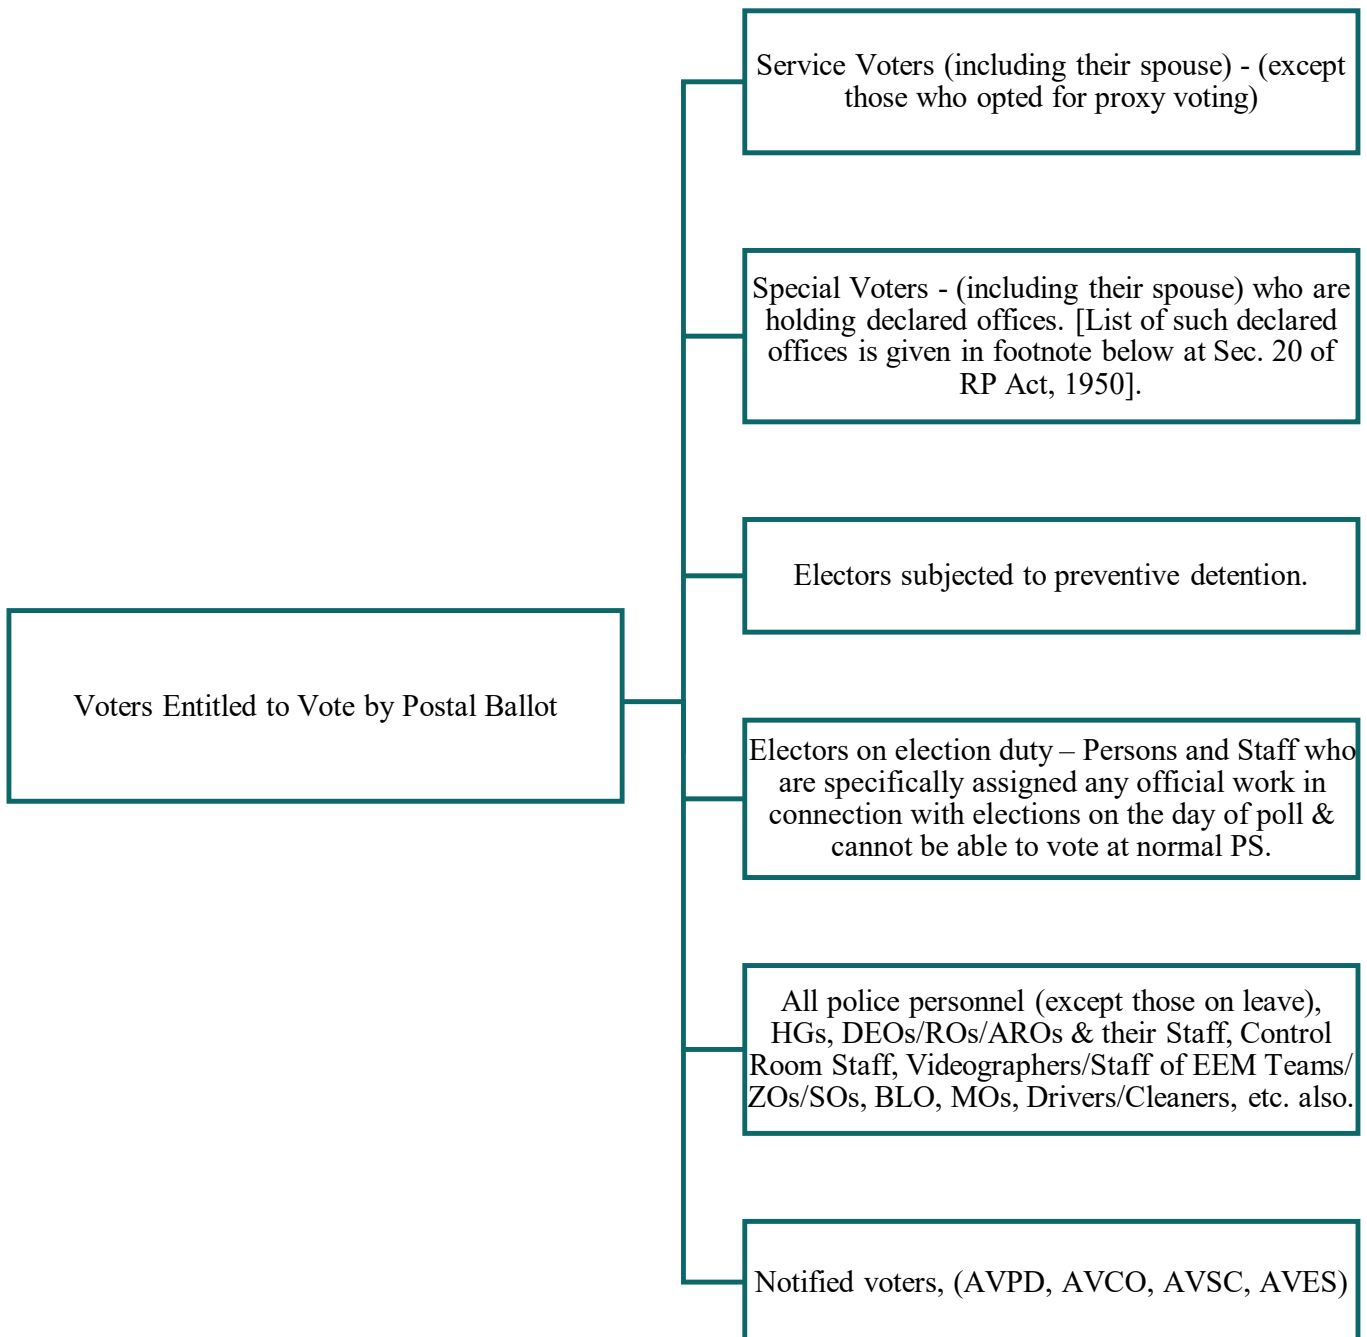 Service Voters (including their spouse) - (except
those who opted for proxy voting)
Special Voters - (including their spouse) who are
holding declared offices. [List of such declared
offices is given in footnote below at Sec. 20 of
RP Act, 1950].
Electors subjected to preventive detention.
Voters Entitled to Vote by Postal Ballot
Electors on election duty – Persons and Staff who
are specifically assigned any official work in
connection with elections on the day of poll &
cannot be able to vote at normal PS.
All police personnel (except those on leave),
HGs, DEOs/ROs/AROs & their Staff, Control
Room Staff, Videographers/Staff of EEM Teams/
ZOs/SOs, BLO, MOs, Drivers/Cleaners, etc. also.
Notified voters, (AVPD, AVCO, AVSC, AVES)